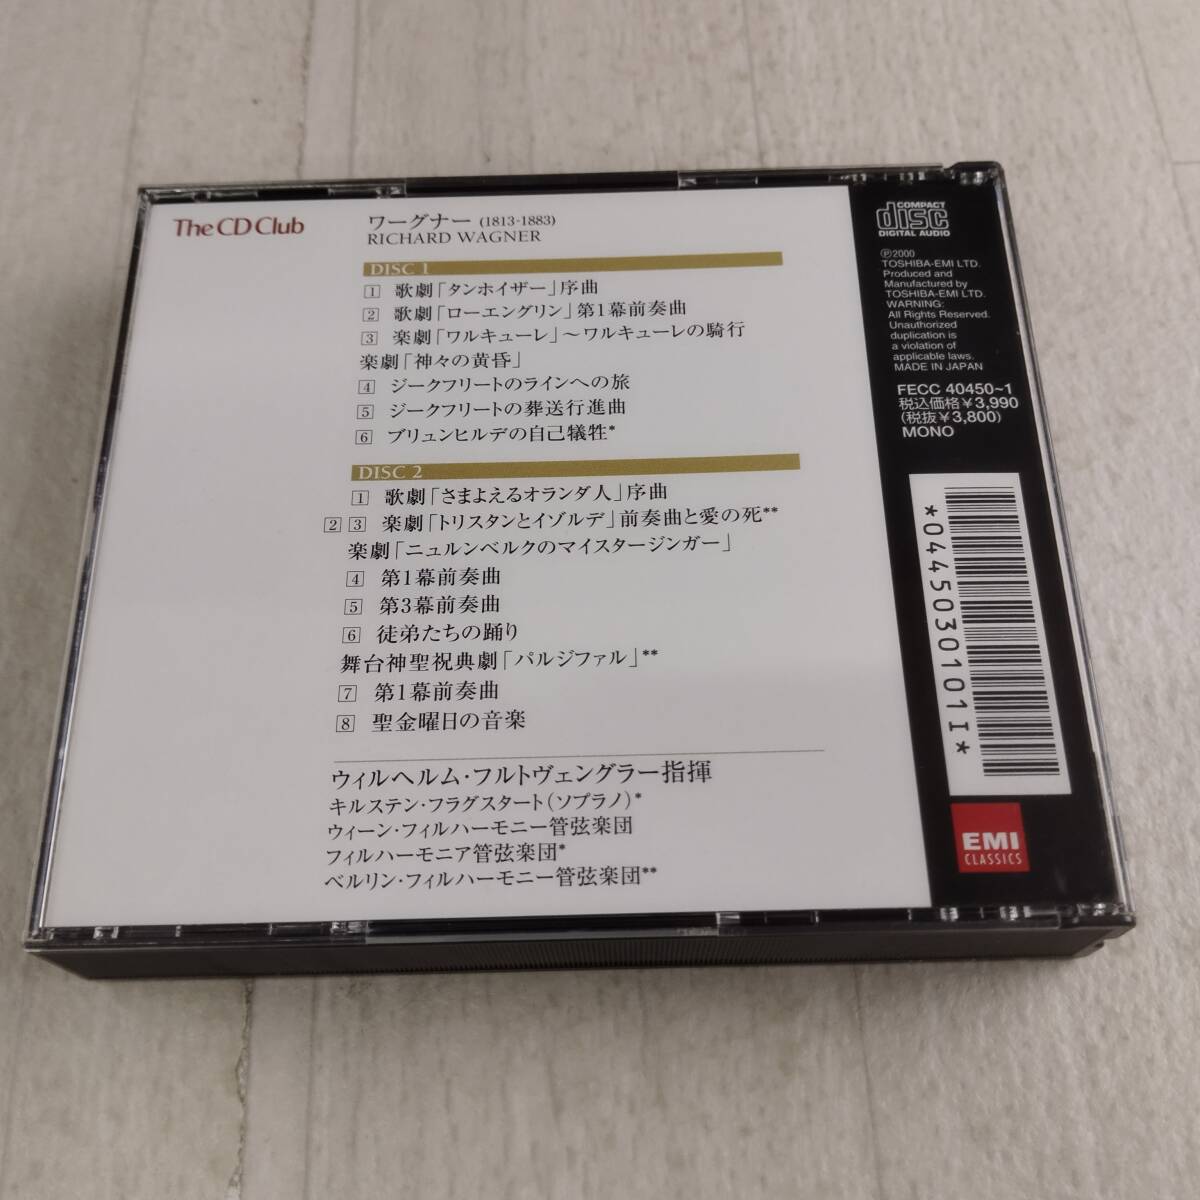 The CD Club
ワーグナー (1813-1883)
RICHARD WAGNER
DISC 1
1 歌劇「タンホイザー」序曲
2 歌劇「ローエングリン」第1幕前奏曲
3 楽劇「ワルキューレ」～ワルキューレの騎行
楽劇「神々の黄昏」
4 ジークフリートのラインへの旅
5 ジークフリートの葬送行進曲
6 ブリュンヒルデの自己犠牲*
DISC 2
1 歌劇「さまよえるオランダ人」序曲
2 3 楽劇「トリスタンとイゾルデ」前奏曲と愛の死**
楽劇「ニュルンベルクのマイスタージンガー」
4 第1幕前奏曲
5 第3幕前奏曲
6 徒弟たちの踊り
舞台神聖祝典劇「パルジファル」**
7 第1幕前奏曲
8 聖金曜日の音楽
ウィルヘルム・フルトヴェングラー指揮
キルステン・フラグスタート(ソプラノ)*
ウィーン・フィルハーモニー管弦楽団
フィルハーモニア管弦楽団*
ベルリン・フィルハーモニー管弦楽団**
COMPACT
disc
DIGITAL AUDIO
℗2000
TOSHIBA-EMI LTD.
Produced and
Manufactured by
TOSHIBA-EMI LTD.
WARNING:
All Rights Reserved.
Unauthorized
duplication is
a violation of
applicable laws.
MADE IN JAPAN
FECC 40450~1
税込価格¥3,990
(税抜¥3,800)
MONO
*0445030101I*
EMI
CLASSICS